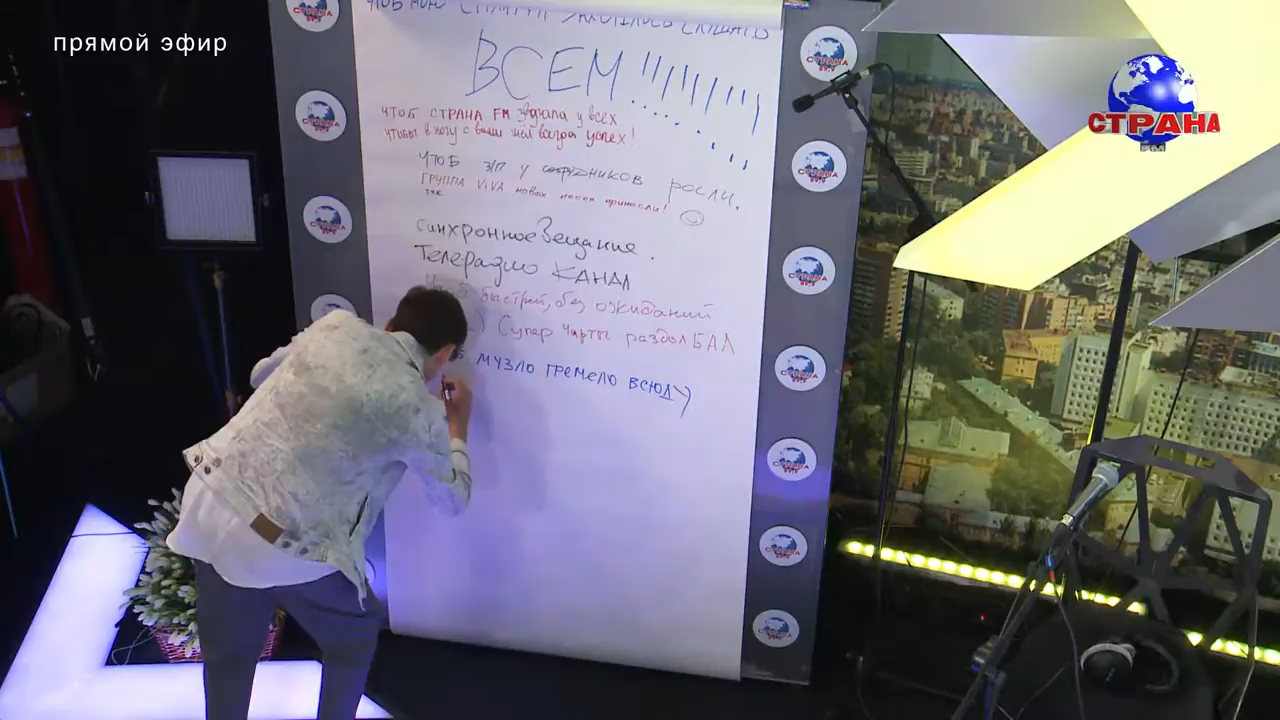 прямой эфир
СТРАНА
FM
ВСЕМ!!!!!!!
чтоб СТРАНА FM звучала у всех
чтобы в ногу с вами шёл всегда успех!
Чтоб З/П у сотрудников росли.
ГРУППА VIVA новых песен принесли!
синхронное Вещание.
Телерадио КАНАЛ
быстрей, без ожиданий
Супер Чарты раздолБАЛ
МУЗЛО ГРЕМЕЛО ВСЮДУ